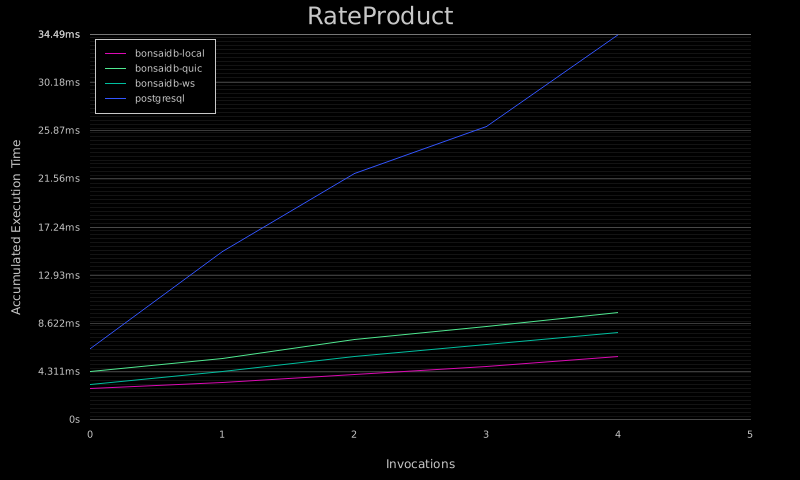 RateProduct
34.49ms
bonsaidb-local
bonsaidb-quic
bonsaidb-ws
postgresql
30.18ms
25.87ms
21.56ms
17.24ms
12.93ms
8.622ms
4.311ms
0s
Accumulated Execution Time
0 1 2 3 4 5
Invocations